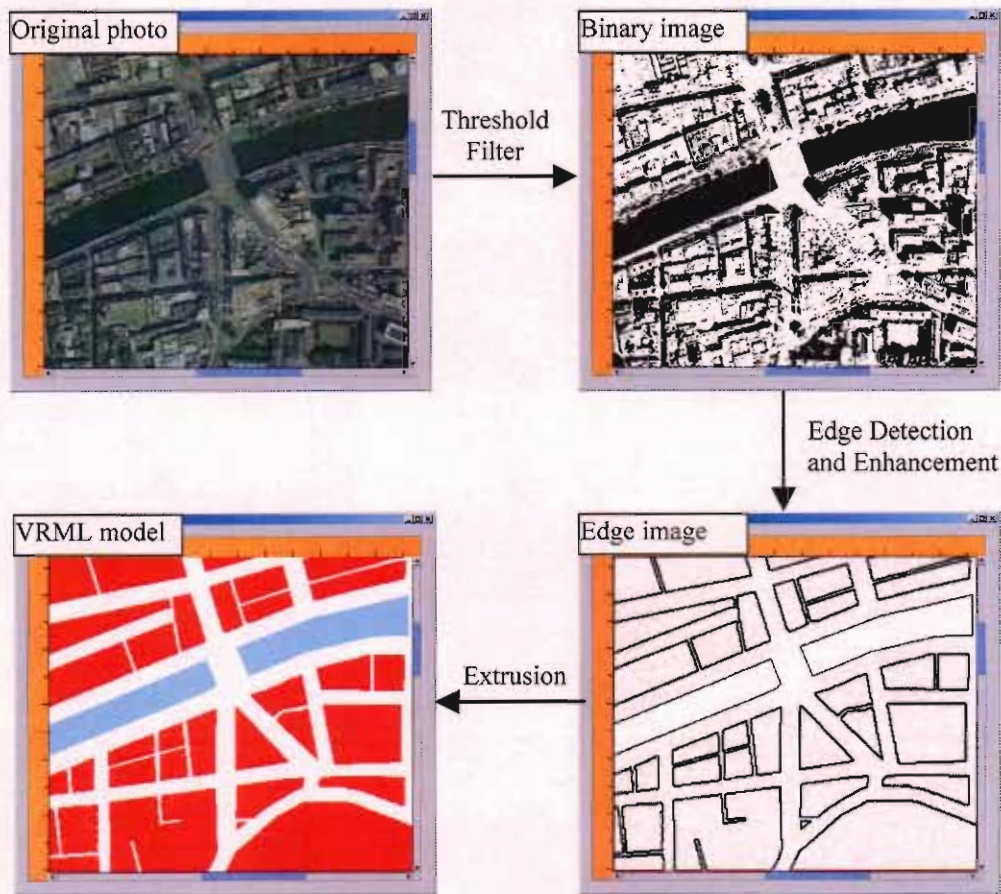 Original photo
Binary image
Threshold
Filter
Edge Detection
and Enhancement
VRML model
Edge image
Extrusion